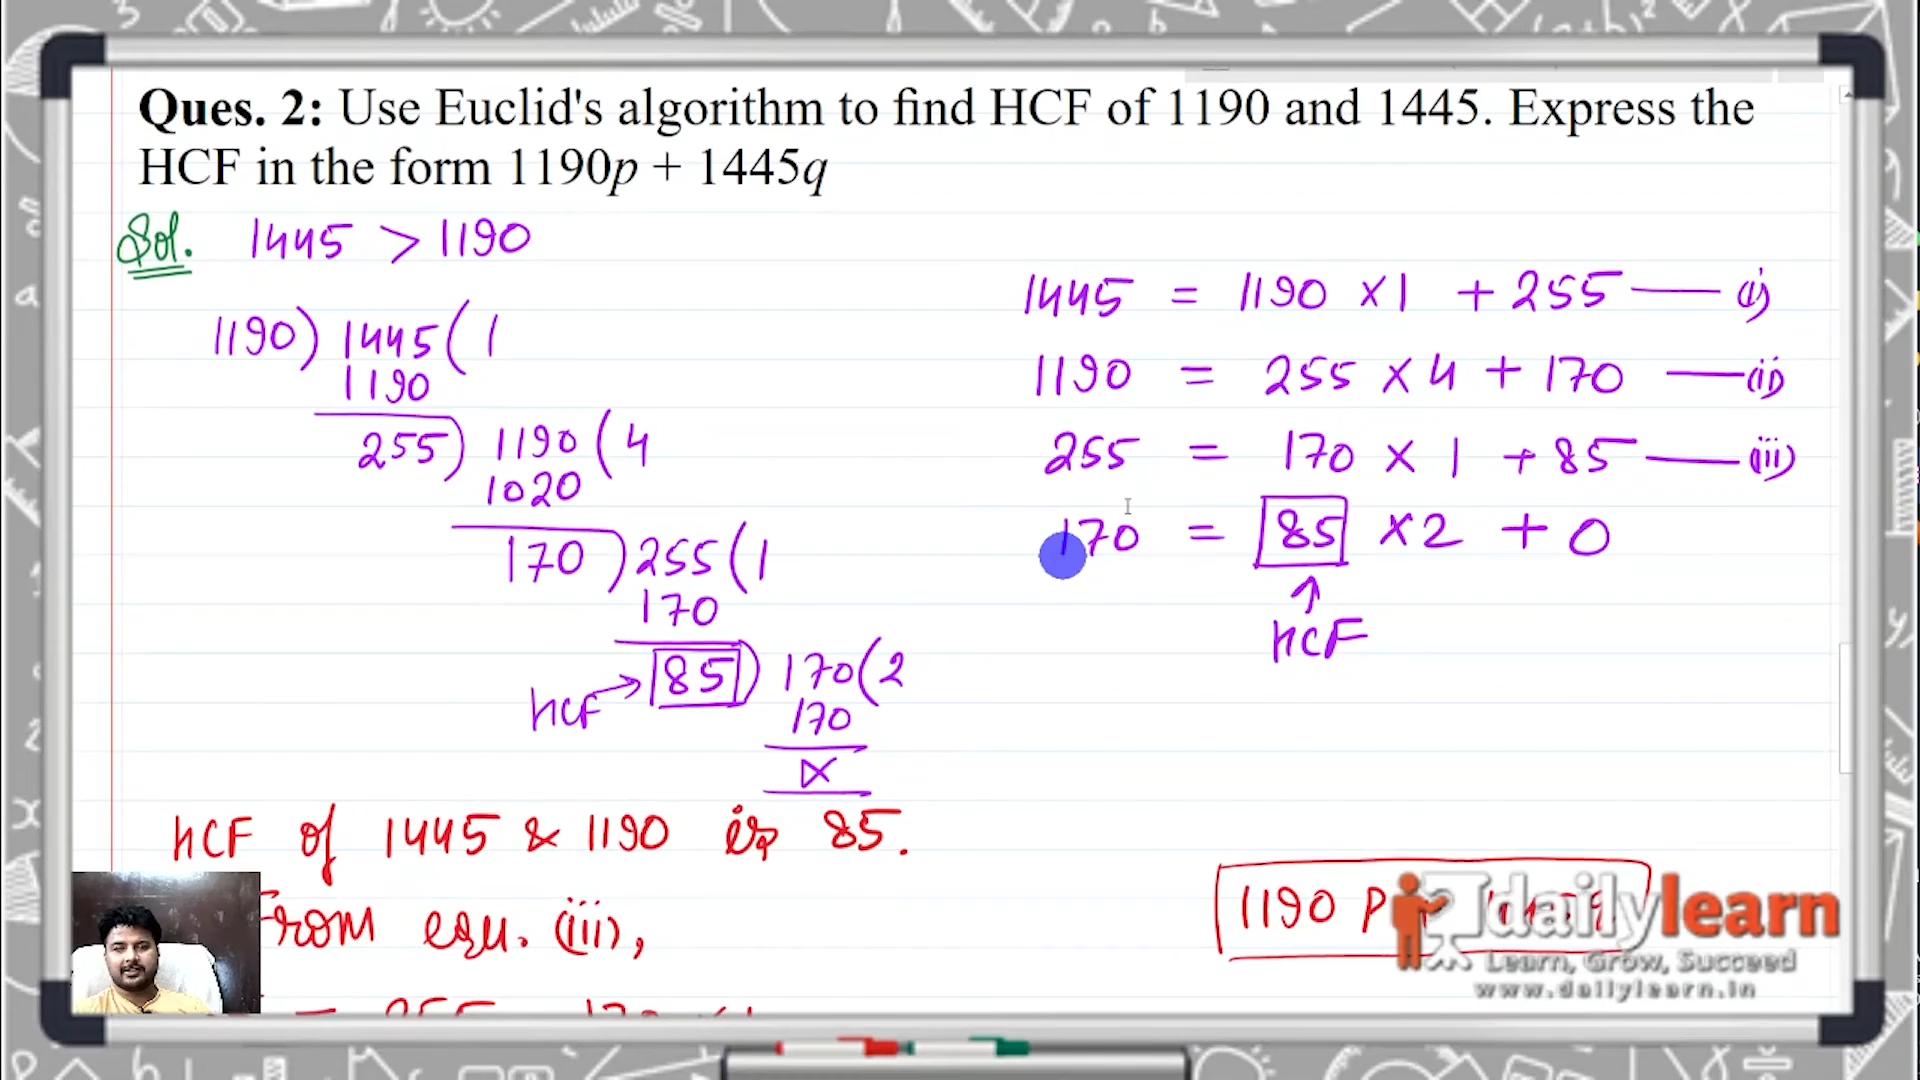 Ques. 2: Use Euclid's algorithm to find HCF of 1190 and 1445. Express the
HCF in the form 1190p + 1445q
Sol. 1445 > 1190
1190) 1445 ( 1
1190
255) 1190 ( 4
1020
170) 255 ( 1
170
HCF → 85) 170 ( 2
170
×
1445 = 1190 × 1 + 255 — (i)
1190 = 255 × 4 + 170 — (ii)
255 = 170 × 1 + 85 — (iii)
170 = 85 × 2 + 0
↑
HCF
HCF of 1445 & 1190 is 85.
From equ. (iii),
= 255 170
1190 P
dailylearn
Learn, Grow, Succeed
www.dailylearn.in